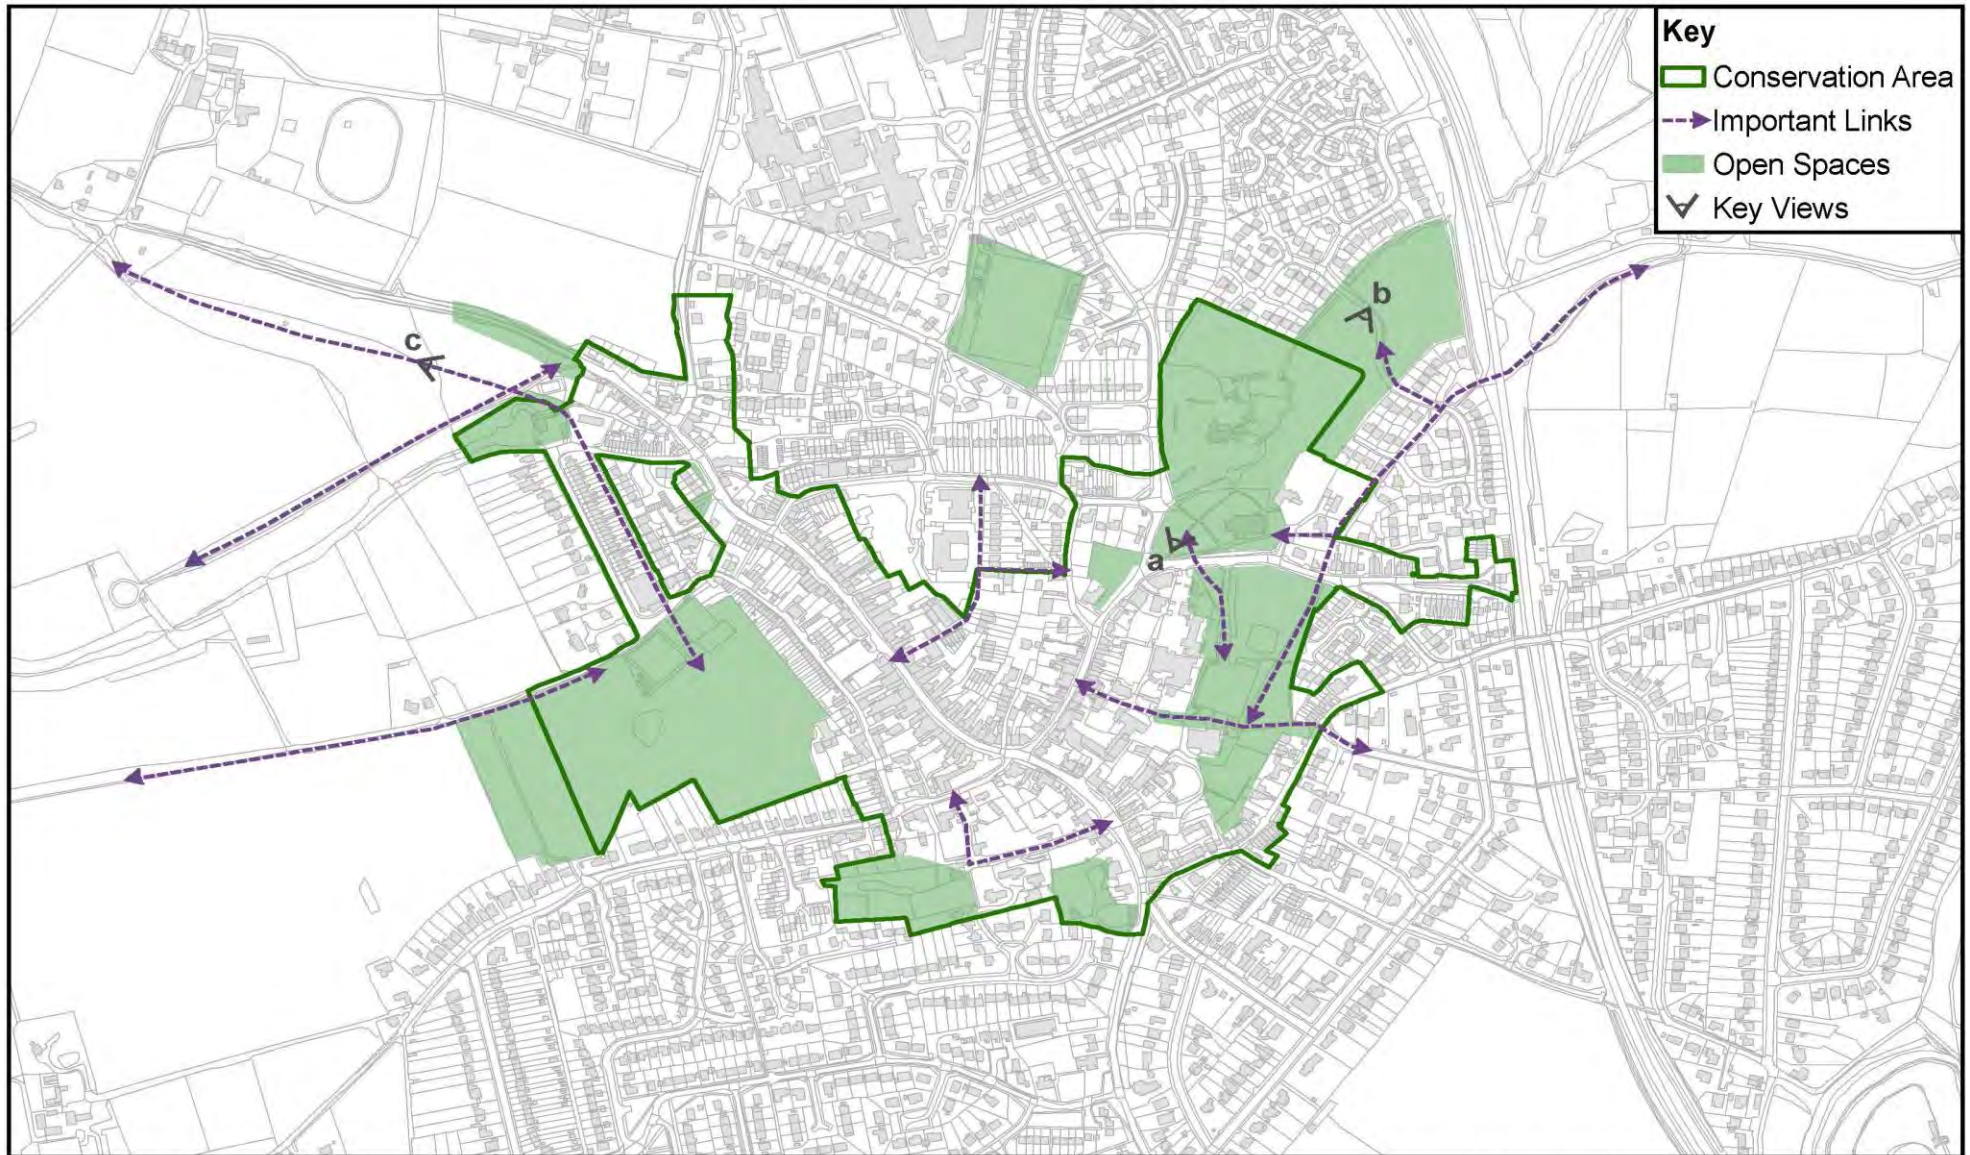 Key
Conservation Area
Important Links
Open Spaces
Key Views
b
c
a